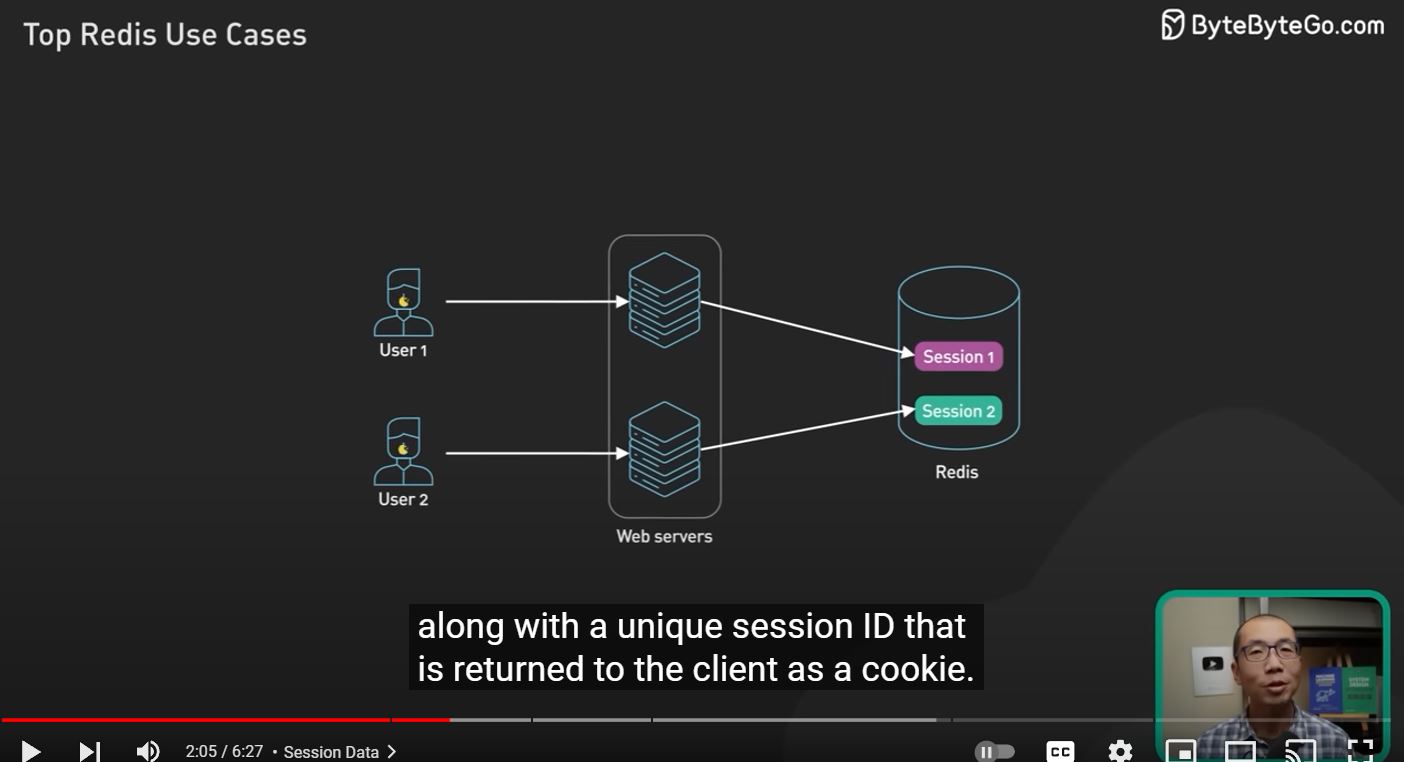 Top Redis Use Cases
ByteByteGo.com
User 1
Session 1
Session 2
User 2
Redis
Web servers
along with a unique session ID that
is returned to the client as a cookie.
2:05 / 6:27 • Session Data >
CC